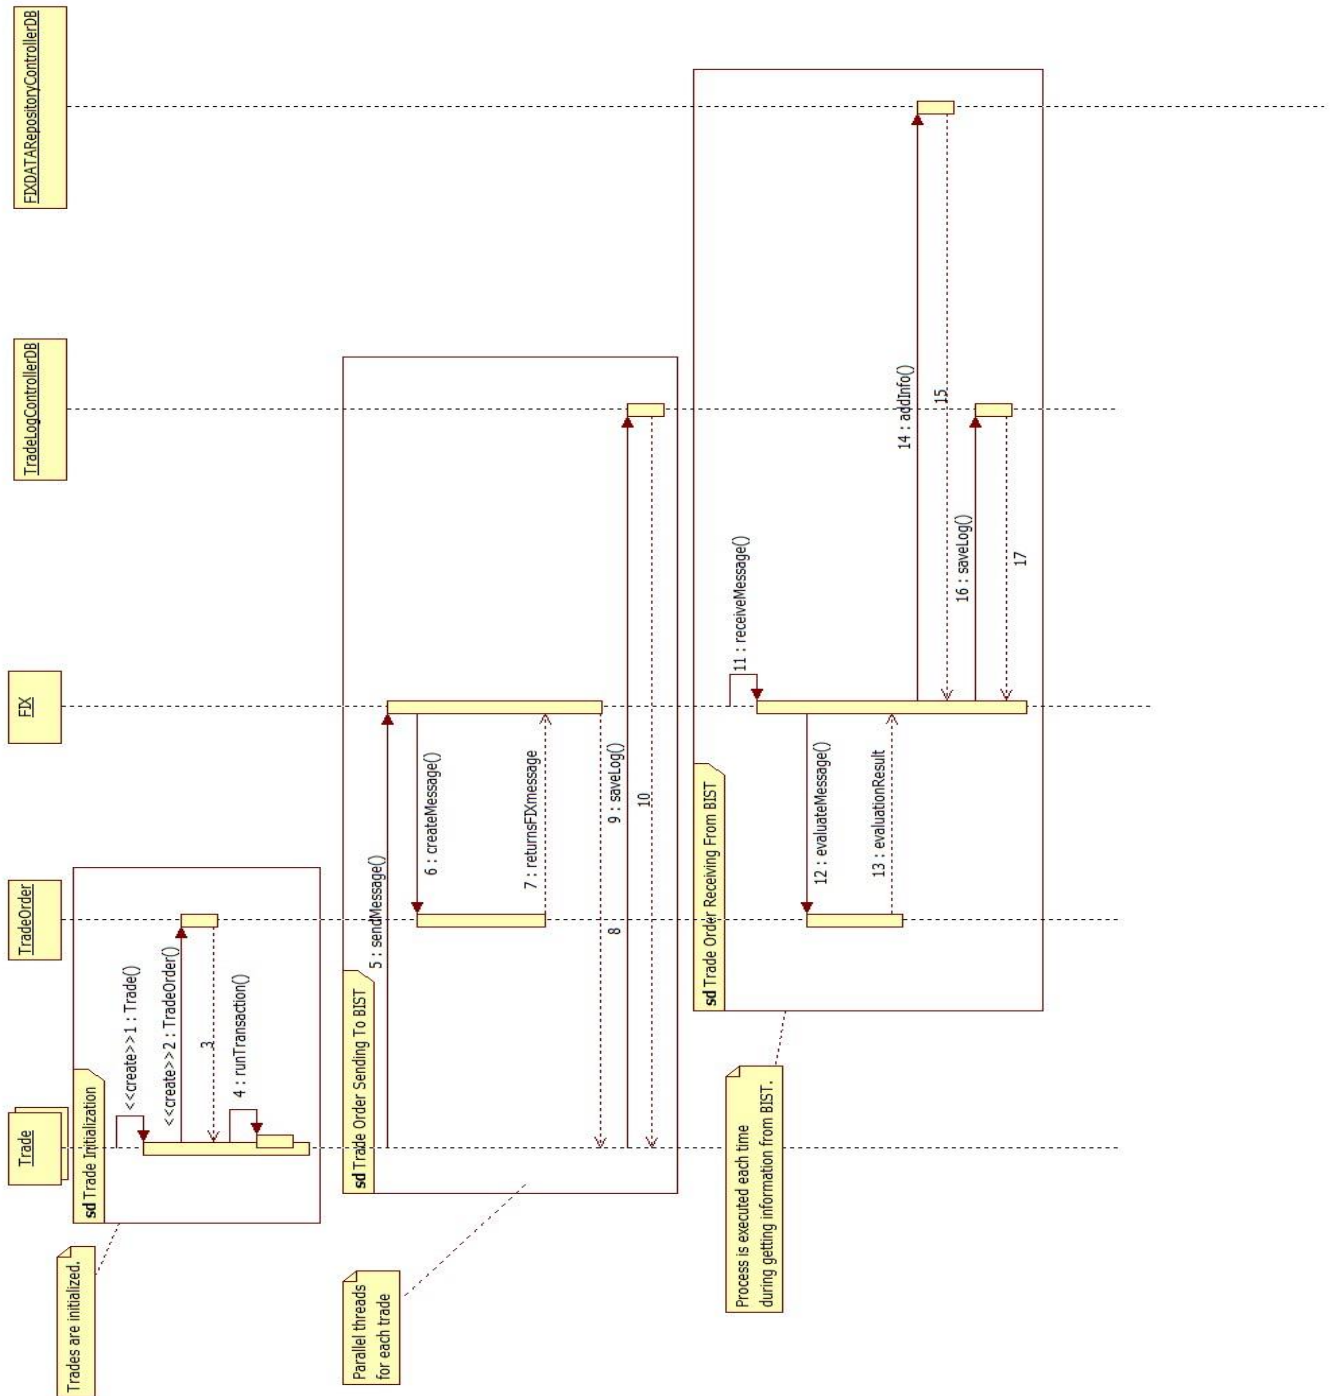 Trade
TradeOrder
FIX
TradeLogControllerDB
FIXDATARepositoryControllerDB
Trades are initialized.
sd Trade Initialization
<<create>>1 : Trade()
<<create>>2 : TradeOrder()
3
4 : runTransaction()
Parallel threads
for each trade
sd Trade Order Sending To BIST
5 : sendMessage()
6 : createMessage()
7 : returnsFIXmessage
8
9 : saveLog()
10
Process is executed each time
during getting information from BIST.
sd Trade Order Receiving From BIST
11 : receiveMessage()
12 : evaluateMessage()
13 : evaluationResult
14 : addInfo()
15
16 : saveLog()
17